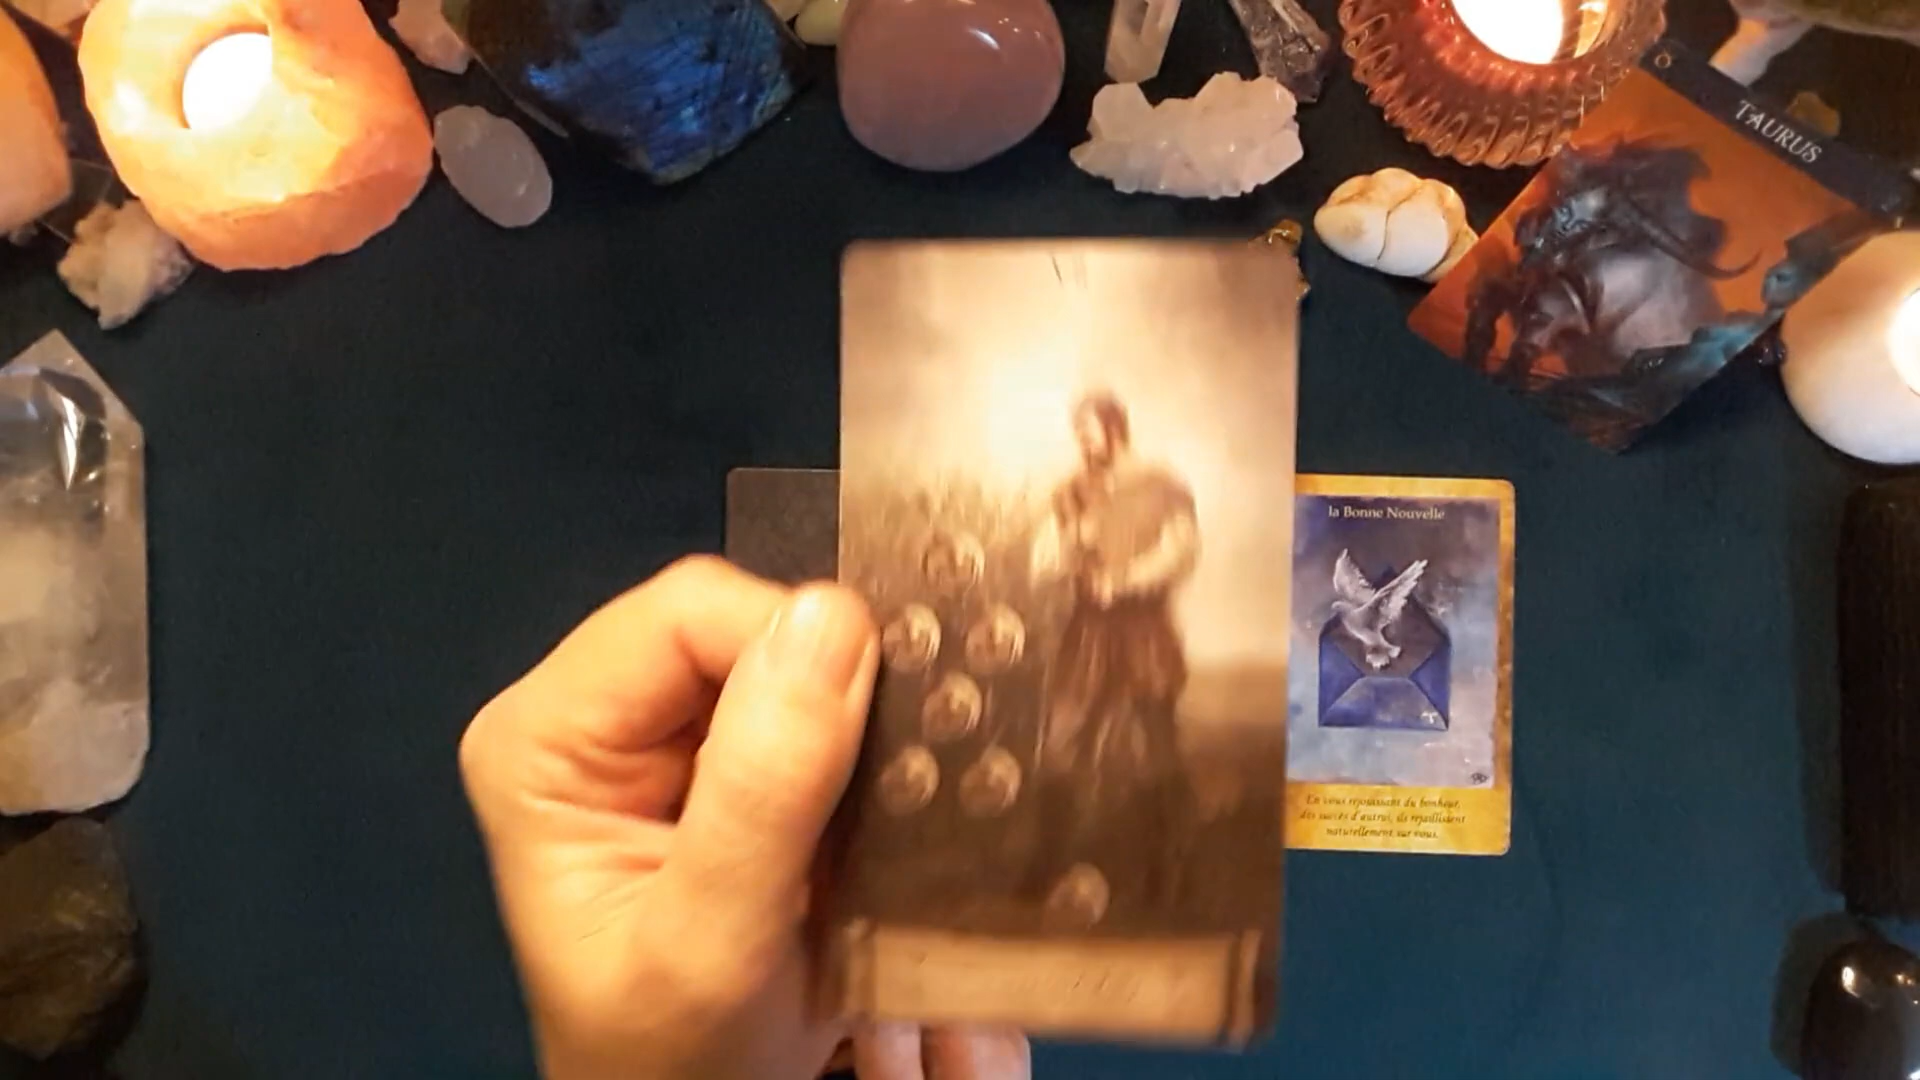 TAURUS
la Bonne Nouvelle
En vous réjouissant du bonheur,
des succès d'autrui, ils rejaillissent
naturellement sur vous.